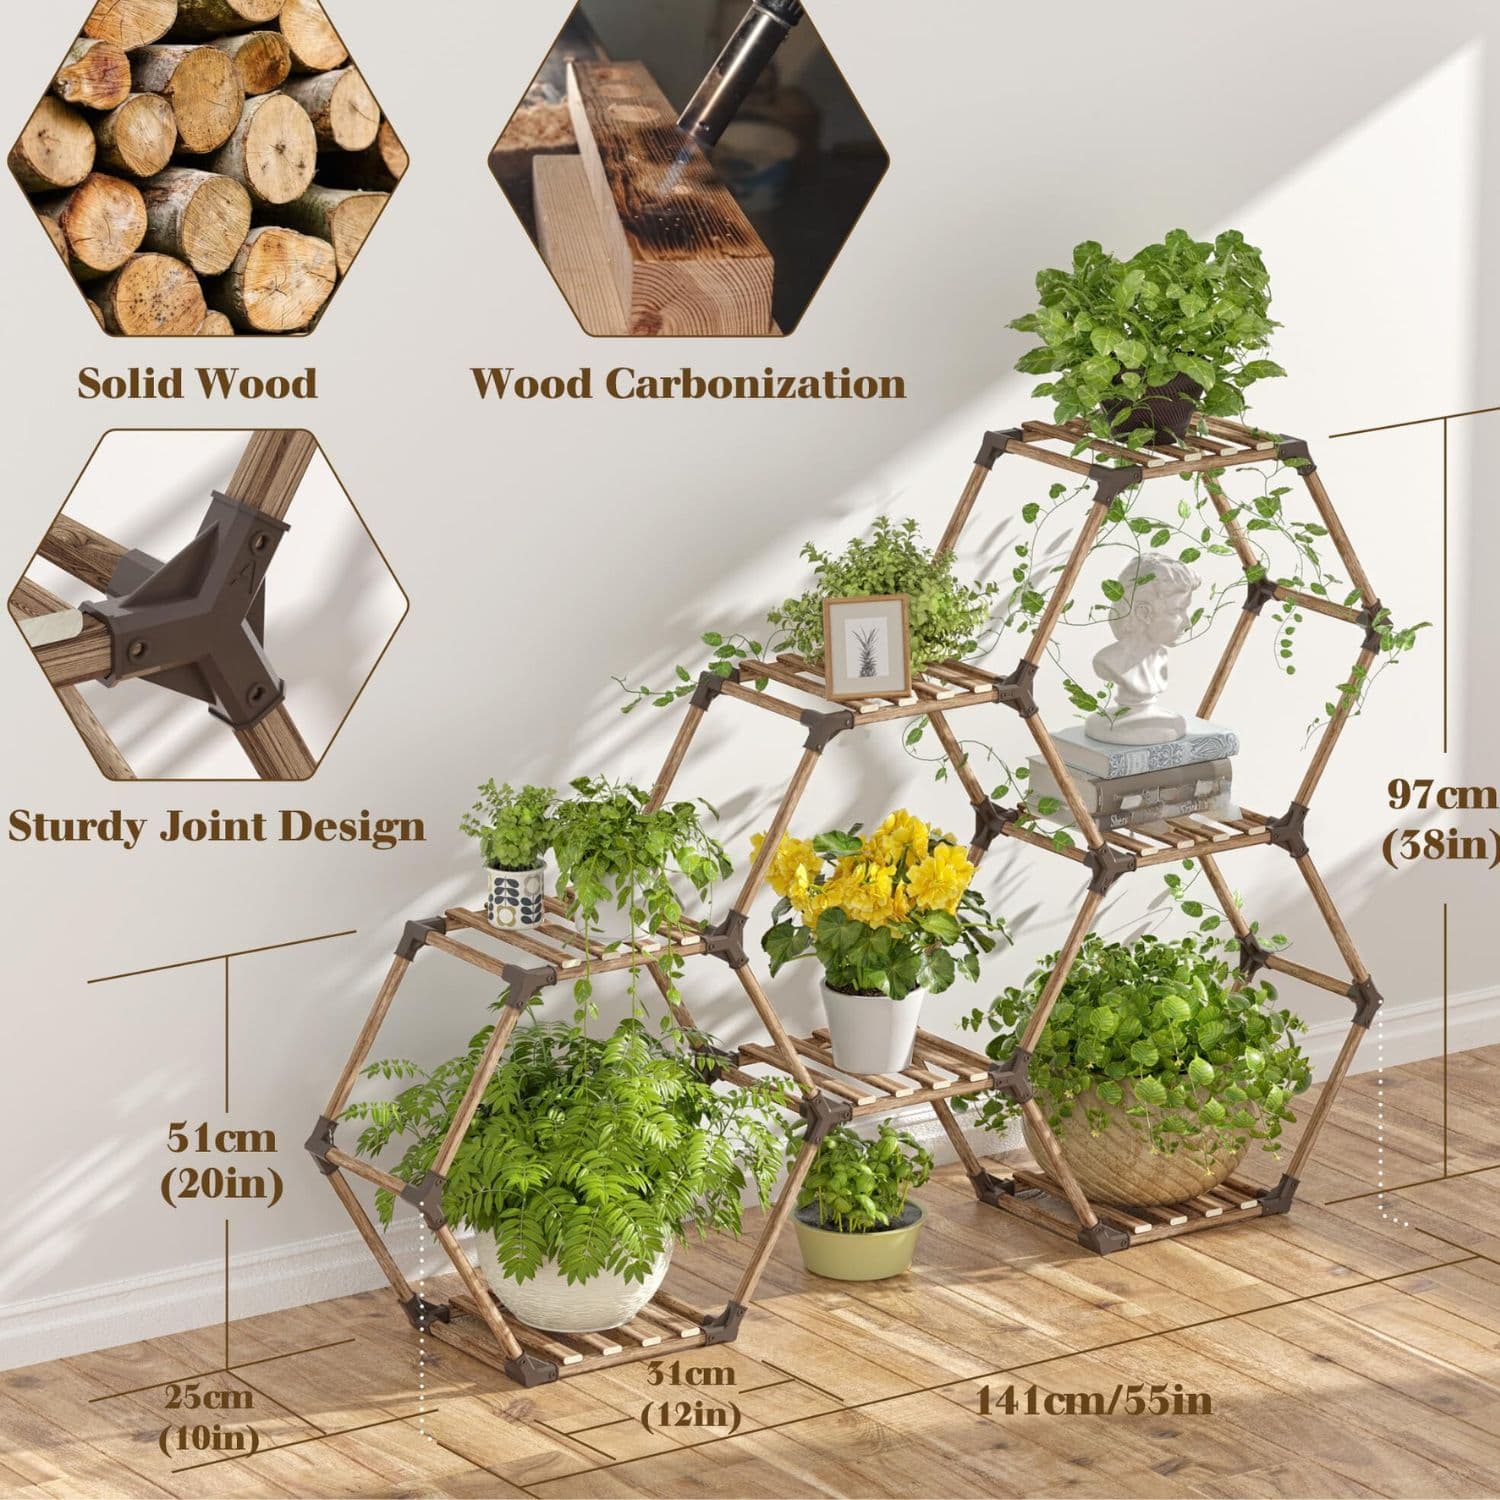 Solid Wood
Wood Carbonization
A
Sturdy Joint Design
97cm
(38in)
51cm
(20in)
25cm
(10in)
31cm
(12in)
141cm/55in